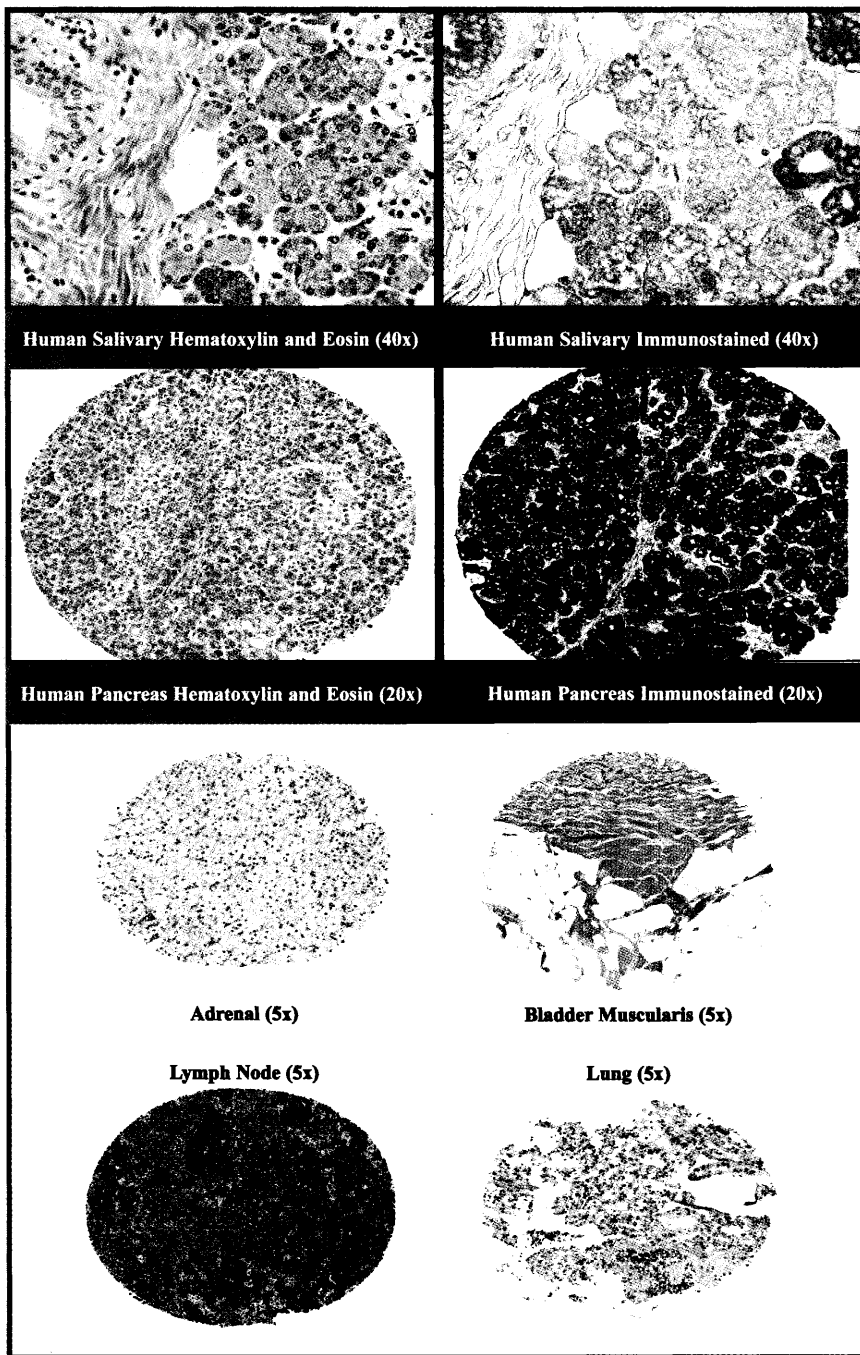 Human Salivary Hematoxylin and Eosin (40x)
Human Salivary Immunostained (40x)
Human Pancreas Hematoxylin and Eosin (20x)
Human Pancreas Immunostained (20x)
Adrenal (5x)
Bladder Muscularis (5x)
Lymph Node (5x)
Lung (5x)